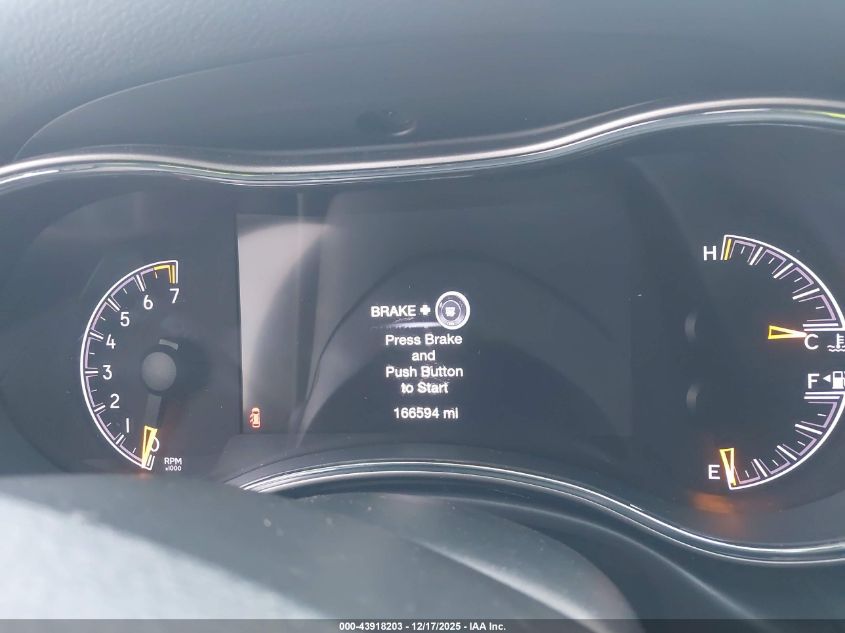 7
6
5
4
3
2
1
0
RPM
x1000
BRAKE +
Press Brake
and
Push Button
to Start
166594 mi
H
C
F
E
000-43918203 - 12/17/2025 - IAA Inc.